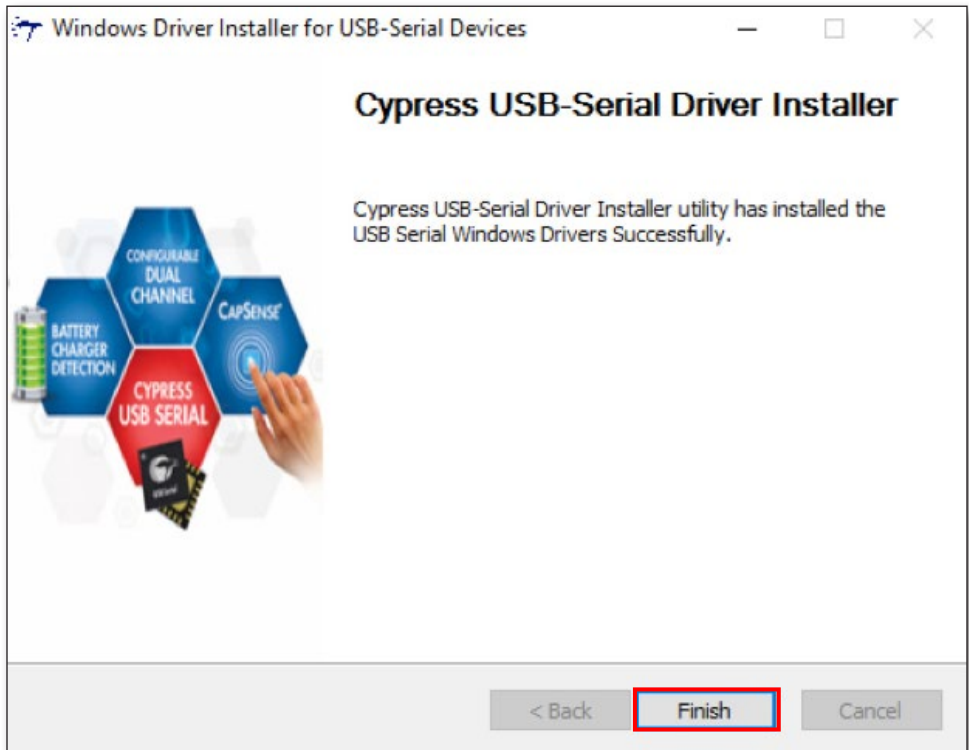 Windows Driver Installer for USB-Serial Devices
Cypress USB-Serial Driver Installer
Cypress USB-Serial Driver Installer utility has installed the
USB Serial Windows Drivers Successfully.
CONFIGURABLE
DUAL
CHANNEL
CAPSENSE
BATTERY
CHARGER
DETECTION
CYPRESS
USB SERIAL
< Back
Finish
Cancel